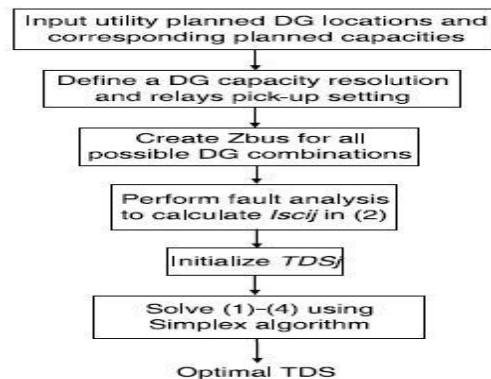 Input utility planned DG locations and
corresponding planned capacities
Define a DG capacity resolution
and relays pick-up setting
Create Zbus for all
possible DG combinations
Perform fault analysis
to calculate Iscij in (2)
Initialize TDSj
Solve (1)-(4) using
Simplex algorithm
Optimal TDS